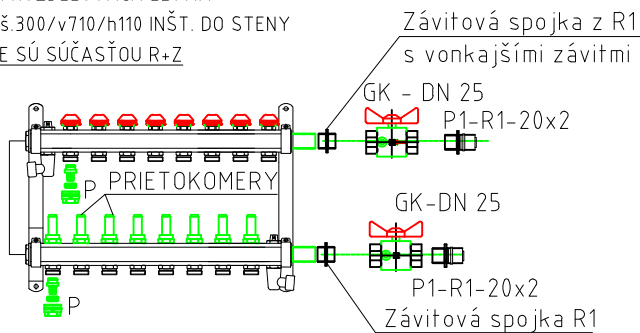 š.300/v710/h110 INŠT. DO STENY
E SÚ SÚČASŤOU R+Z
Závitová spojka z R1
s vonkajšími závitmi
GK - DN 25
P1-R1-20x2
P
PRIETOKOMERY
GK-DN 25
P
P1-R1-20x2
Závitová spojka R1